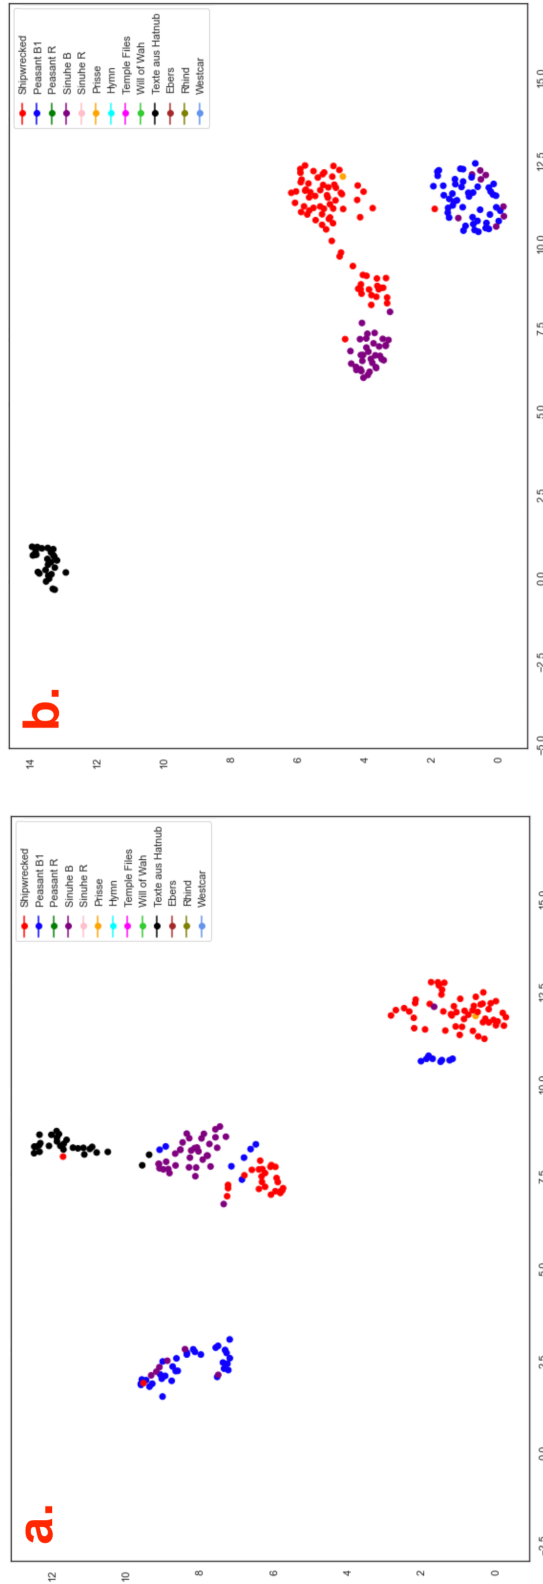 a.
Shipwrecked
Peasant B1
Peasant R
Sinuhe B
Sinuhe R
Prisse
Hymn
Temple Files
Will of Wah
Texte aus Hatnub
Ebers
Rhind
Westcar
12
10
8
6
4
2
0
−2.5 0.0 2.5 5.0 7.5 10.0 12.5 15.0
b.
Shipwrecked
Peasant B1
Peasant R
Sinuhe B
Sinuhe R
Prisse
Hymn
Temple Files
Will of Wah
Texte aus Hatnub
Ebers
Rhind
Westcar
14
12
10
8
6
4
2
0
−5.0 −2.5 0.0 2.5 5.0 7.5 10.0 12.5 15.0